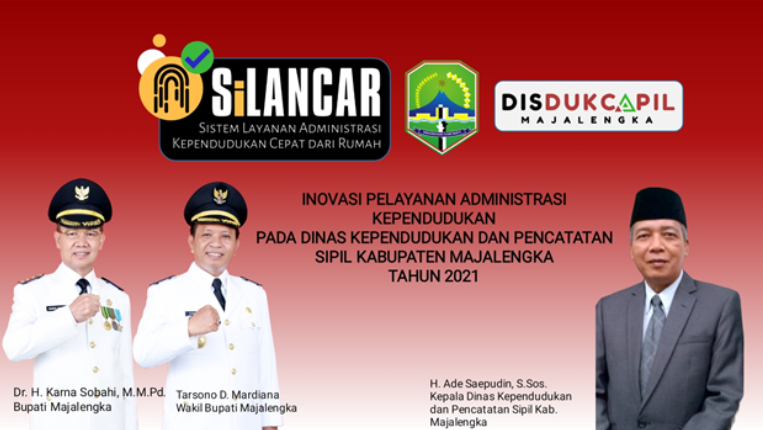 SiLANCAR
SISTEM LAYANAN ADMINISTRASI
KEPENDUDUKAN CEPAT DARI RUMAH
DISDUKCAPIL
MAJALENGKA
INOVASI PELAYANAN ADMINISTRASI
KEPENDUDUKAN
PADA DINAS KEPENDUDUKAN DAN PENCATATAN
SIPIL KABUPATEN MAJALENGKA
TAHUN 2021
Dr. H. Karna Sobahi, M.M.Pd.
Bupati Majalengka
Tarsono D. Mardiana
Wakil Bupati Majalengka
H. Ade Saepudin, S.Sos.
Kepala Dinas Kependudukan
dan Pencatatan Sipil Kab.
Majalengka